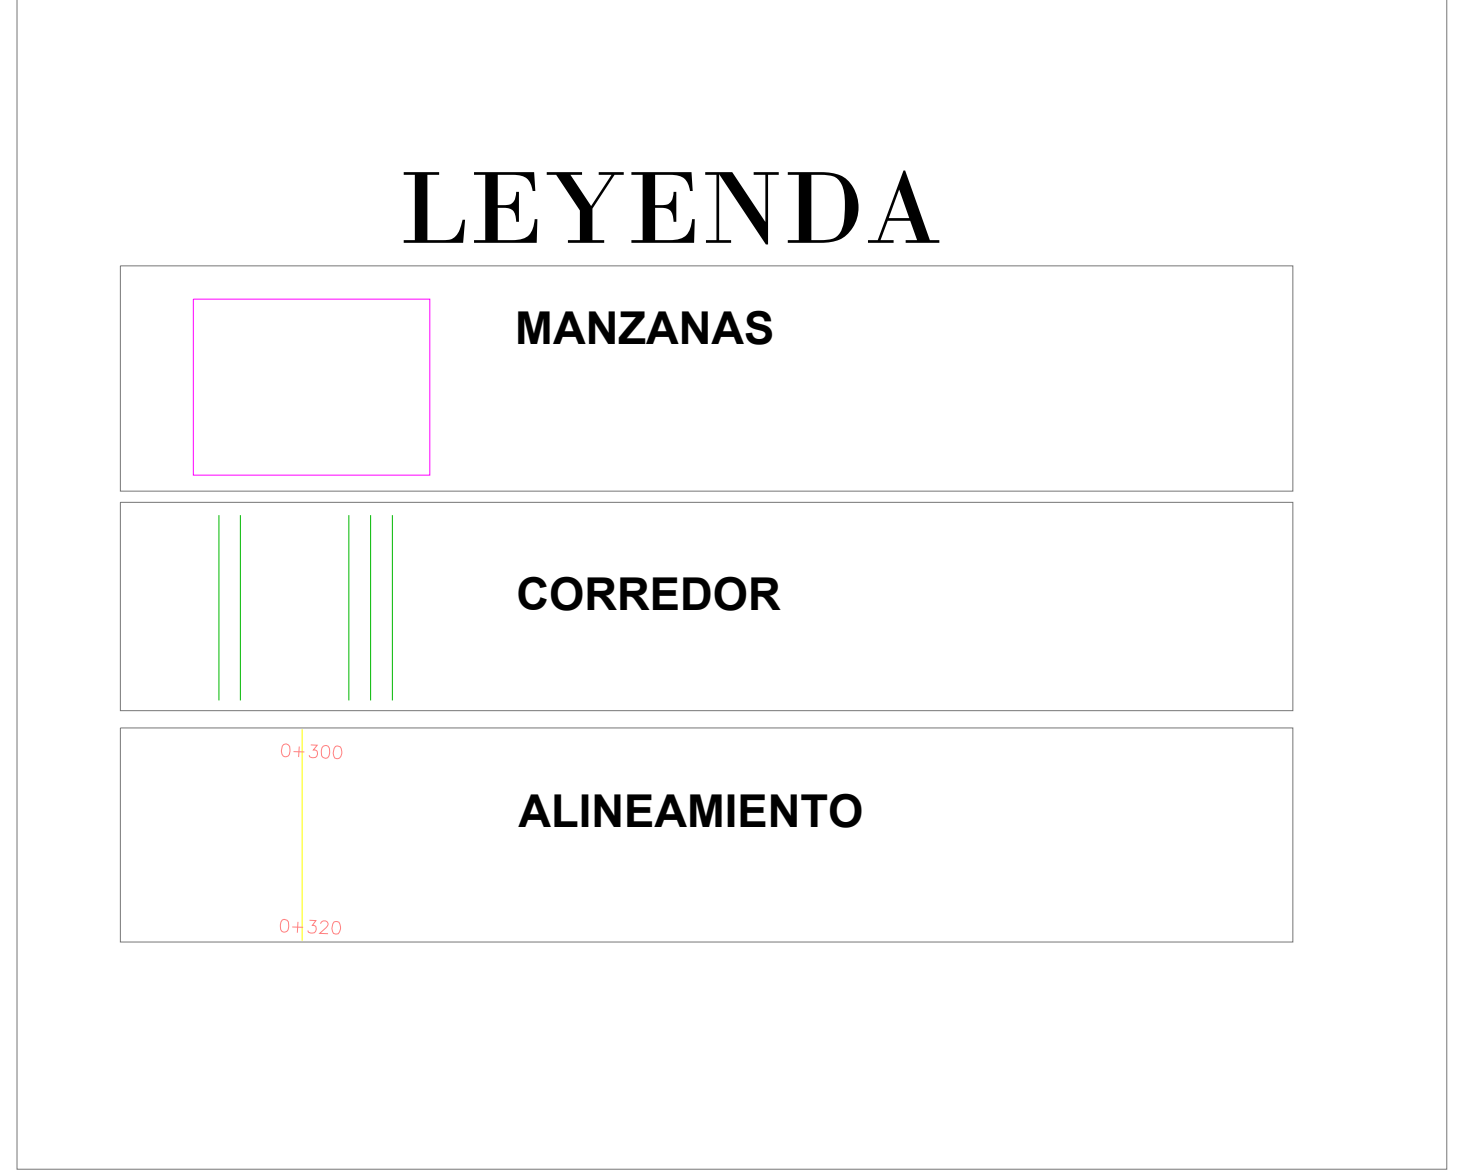 LEYENDA
MANZANAS
CORREDOR
0+300
ALINEAMIENTO
0+320